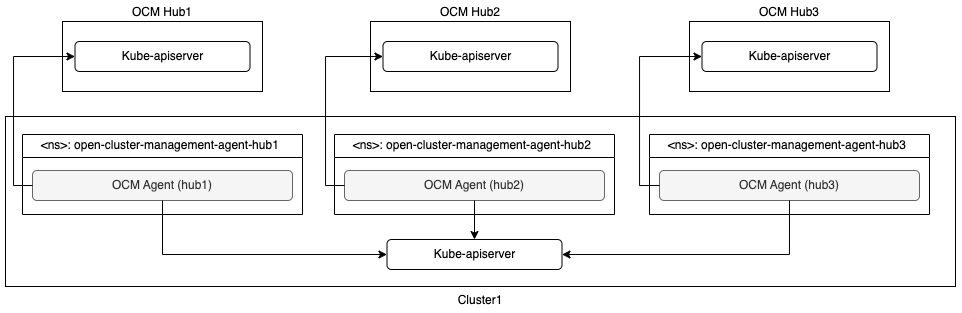 OCM Hub1
OCM Hub2
OCM Hub3
Kube-apiserver
Kube-apiserver
Kube-apiserver
<ns>: open-cluster-management-agent-hub1
<ns>: open-cluster-management-agent-hub2
<ns>: open-cluster-management-agent-hub3
OCM Agent (hub1)
OCM Agent (hub2)
OCM Agent (hub3)
Kube-apiserver
Cluster1